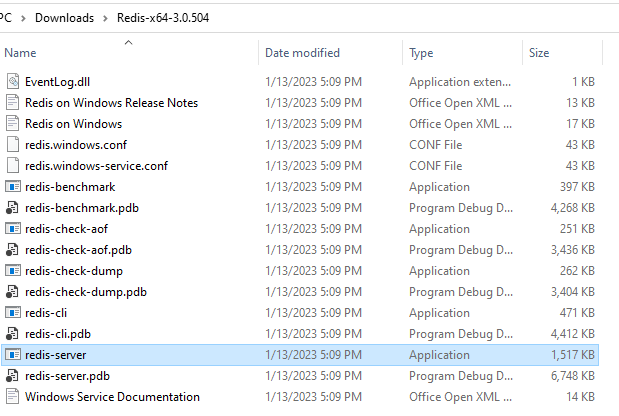 PC > Downloads > Redis-x64-3.0.504
Name Date modified Type Size
EventLog.dll 1/13/2023 5:09 PM Application exten... 1 KB
Redis on Windows Release Notes 1/13/2023 5:09 PM Office Open XML ... 13 KB
Redis on Windows 1/13/2023 5:09 PM Office Open XML ... 17 KB
redis.windows.conf 1/13/2023 5:09 PM CONF File 43 KB
redis.windows-service.conf 1/13/2023 5:09 PM CONF File 43 KB
redis-benchmark 1/13/2023 5:09 PM Application 397 KB
redis-benchmark.pdb 1/13/2023 5:09 PM Program Debug D... 4,268 KB
redis-check-aof 1/13/2023 5:09 PM Application 251 KB
redis-check-aof.pdb 1/13/2023 5:09 PM Program Debug D... 3,436 KB
redis-check-dump 1/13/2023 5:09 PM Application 262 KB
redis-check-dump.pdb 1/13/2023 5:09 PM Program Debug D... 3,404 KB
redis-cli 1/13/2023 5:09 PM Application 471 KB
redis-cli.pdb 1/13/2023 5:09 PM Program Debug D... 4,412 KB
redis-server 1/13/2023 5:09 PM Application 1,517 KB
redis-server.pdb 1/13/2023 5:09 PM Program Debug D... 6,748 KB
Windows Service Documentation 1/13/2023 5:09 PM Office Open XML ... 14 KB